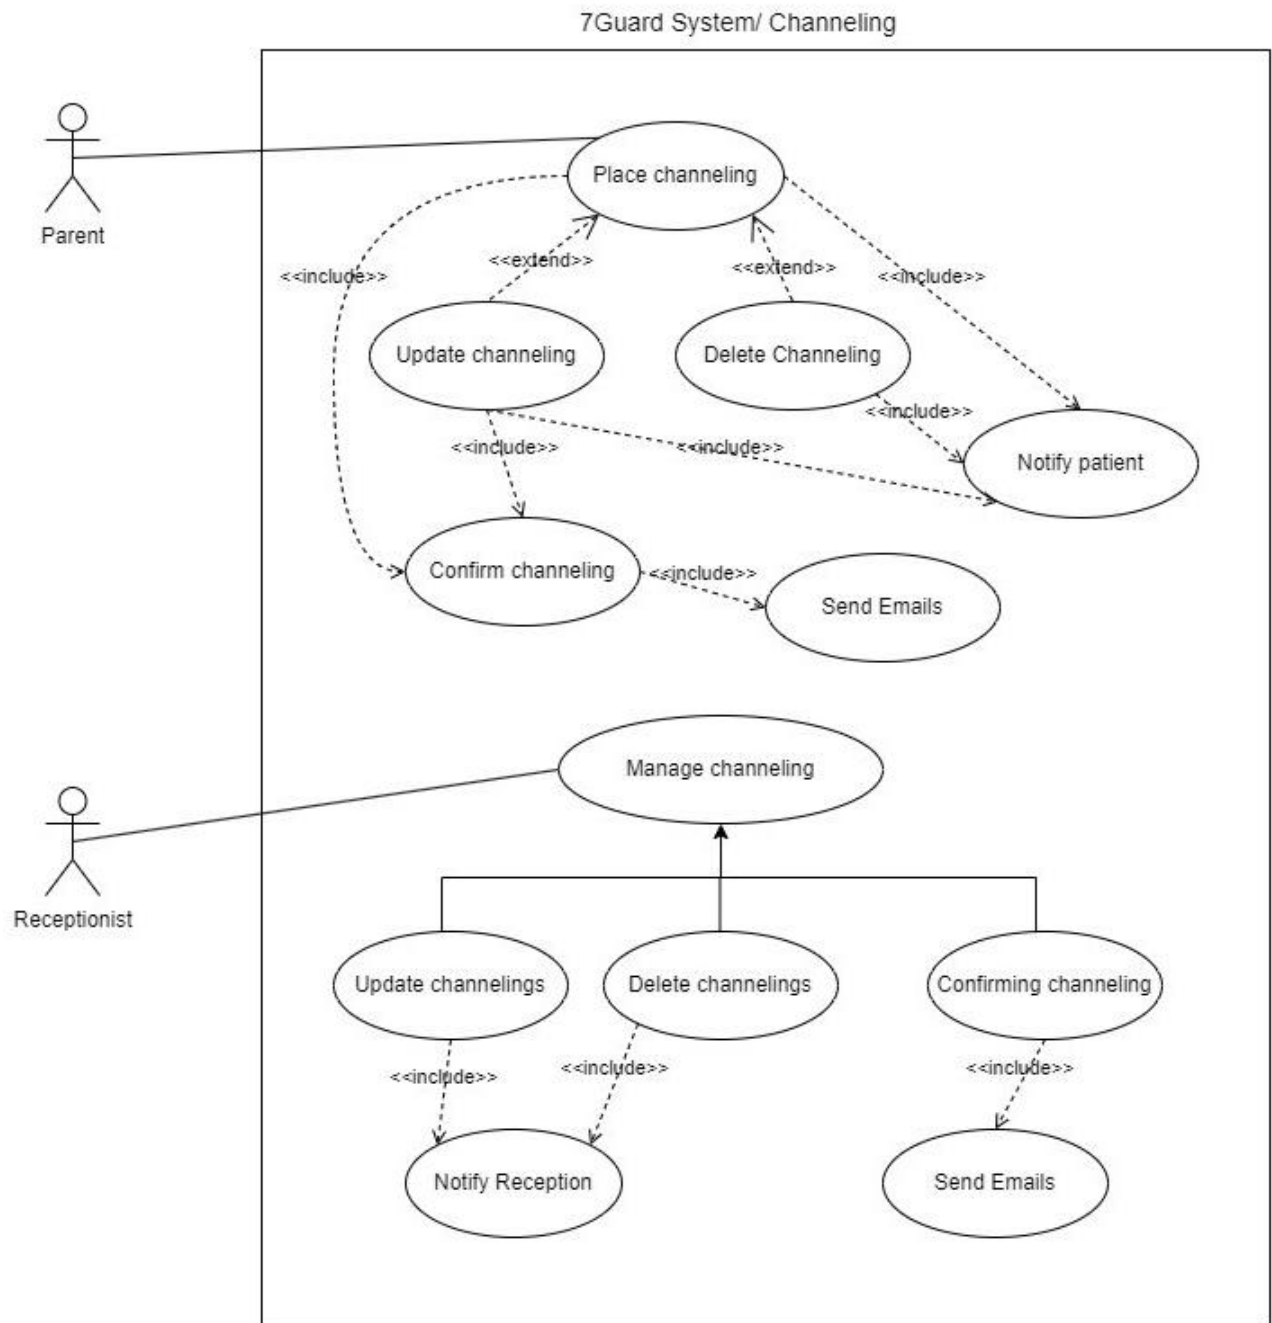 7Guard System/ Channeling
Place channeling
Parent
<<extend>>
<<extend>>
<<include>>
<<include>>
Update channeling
Delete Channeling
<<include>>
<<include>>
<<include>>
Notify patient
Confirm channeling
<<include>>
Send Emails
Manage channeling
Receptionist
Update channelings
Delete channelings
Confirming channeling
<<include>>
<<include>>
<<include>>
Notify Reception
Send Emails